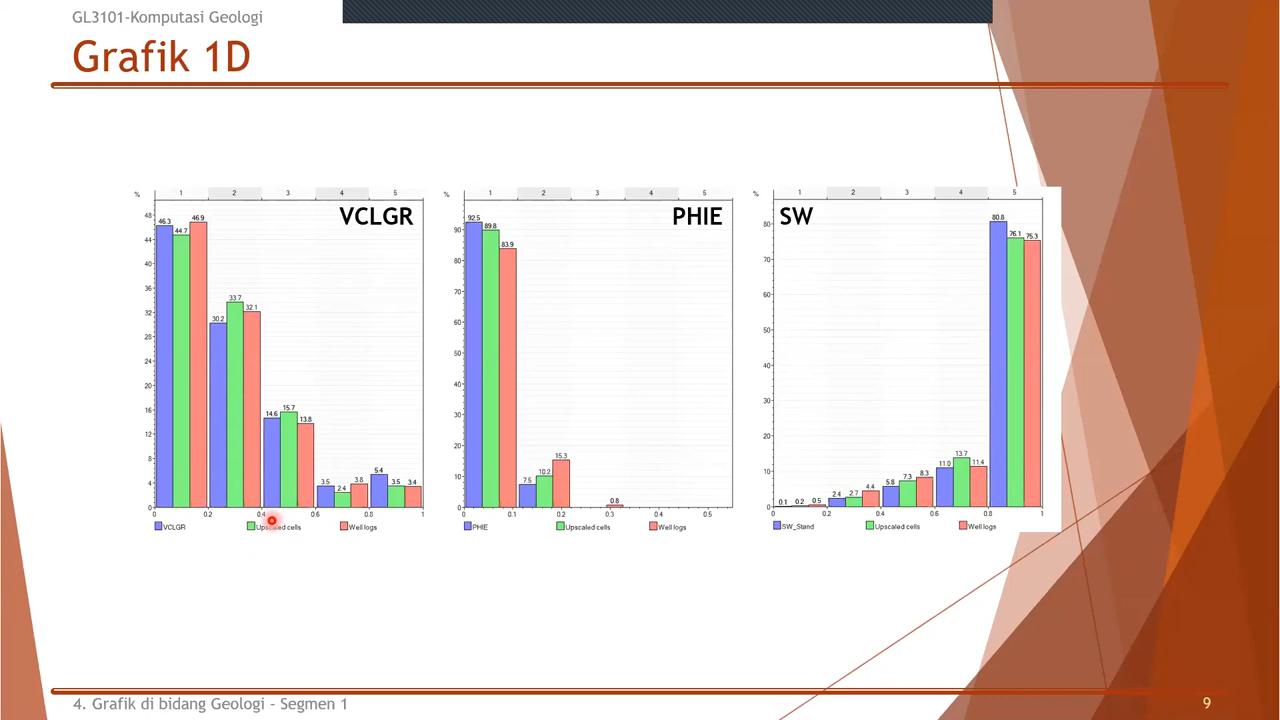 GL3101-Komputasi Geologi
Grafik 1D
% 1 2 3 4 5
VCLGR
48
44
40
36
32
28
24
20
16
12
8
4
0
46.3 44.7 46.9
30.2 33.7 32.1
14.6 15.7 13.8
3.5 2.4 3.8
5.4 3.5 3.4
0 0.2 0.4 0.6 0.8 1
VCLGR Upscaled cells Well logs
% 1 2 3 4 5
PHIE
90
80
70
60
50
40
30
20
10
0
92.5 89.8 83.9
7.5 10.2 15.3
0.8
0 0.1 0.2 0.3 0.4 0.5
PHIE Upscaled cells Well logs
% 1 2 3 4 5
SW
80
70
60
50
40
30
20
10
0
0.1 0.2 0.5
2.4 2.7 4.4
5.8 7.3 8.3
11.0 13.7 11.4
80.8 76.1 75.3
0 0.2 0.4 0.6 0.8 1
SW_Stand Upscaled cells Well logs
4. Grafik di bidang Geologi - Segmen 1
9